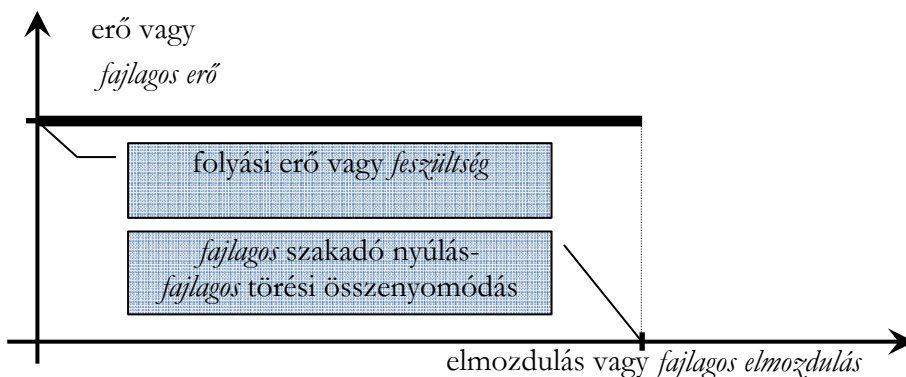 erő vagy
fajlagos erő
folyási erő vagy feszültség
fajlagos szakadó nyúlás-
fajlagos törési összenyomódás
elmozdulás vagy fajlagos elmozdulás